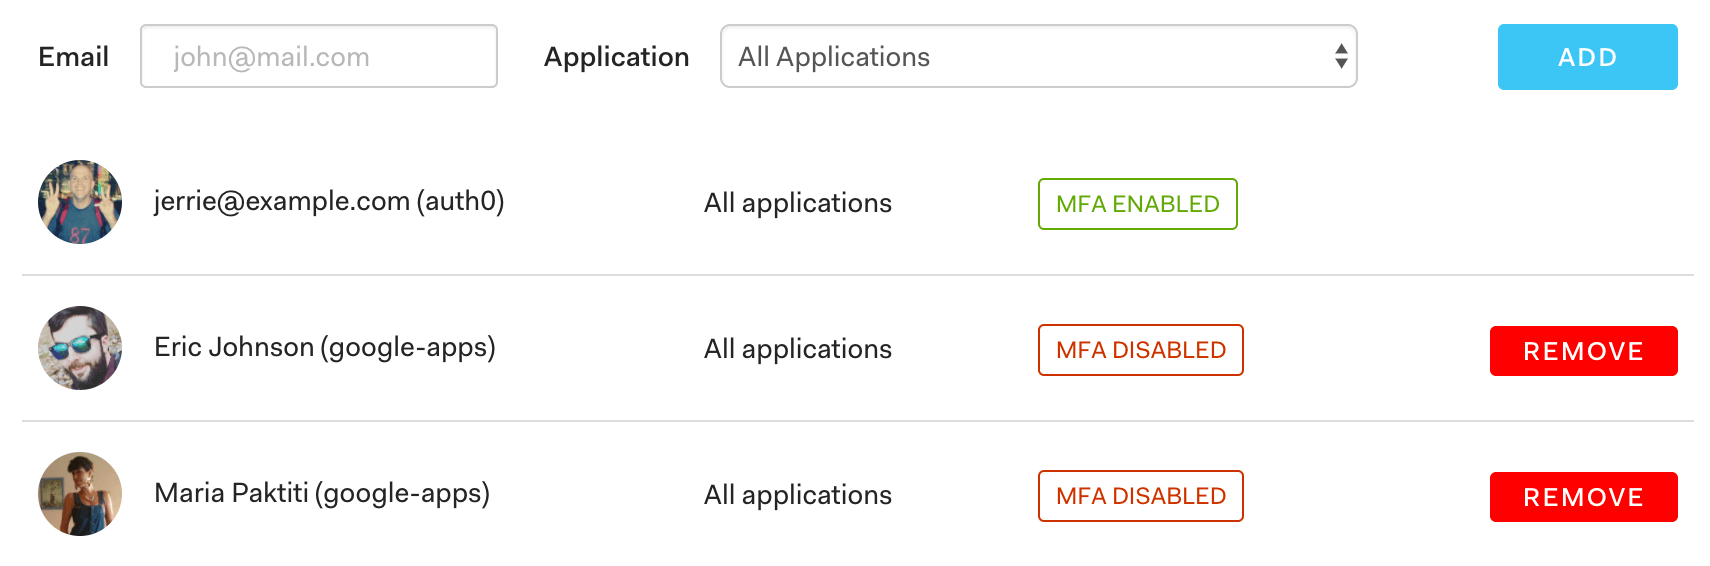 Email john@mail.com Application All Applications ADD
jerrie@example.com (auth0) All applications MFA ENABLED
87
Eric Johnson (google-apps) All applications MFA DISABLED REMOVE
Maria Paktiti (google-apps) All applications MFA DISABLED REMOVE